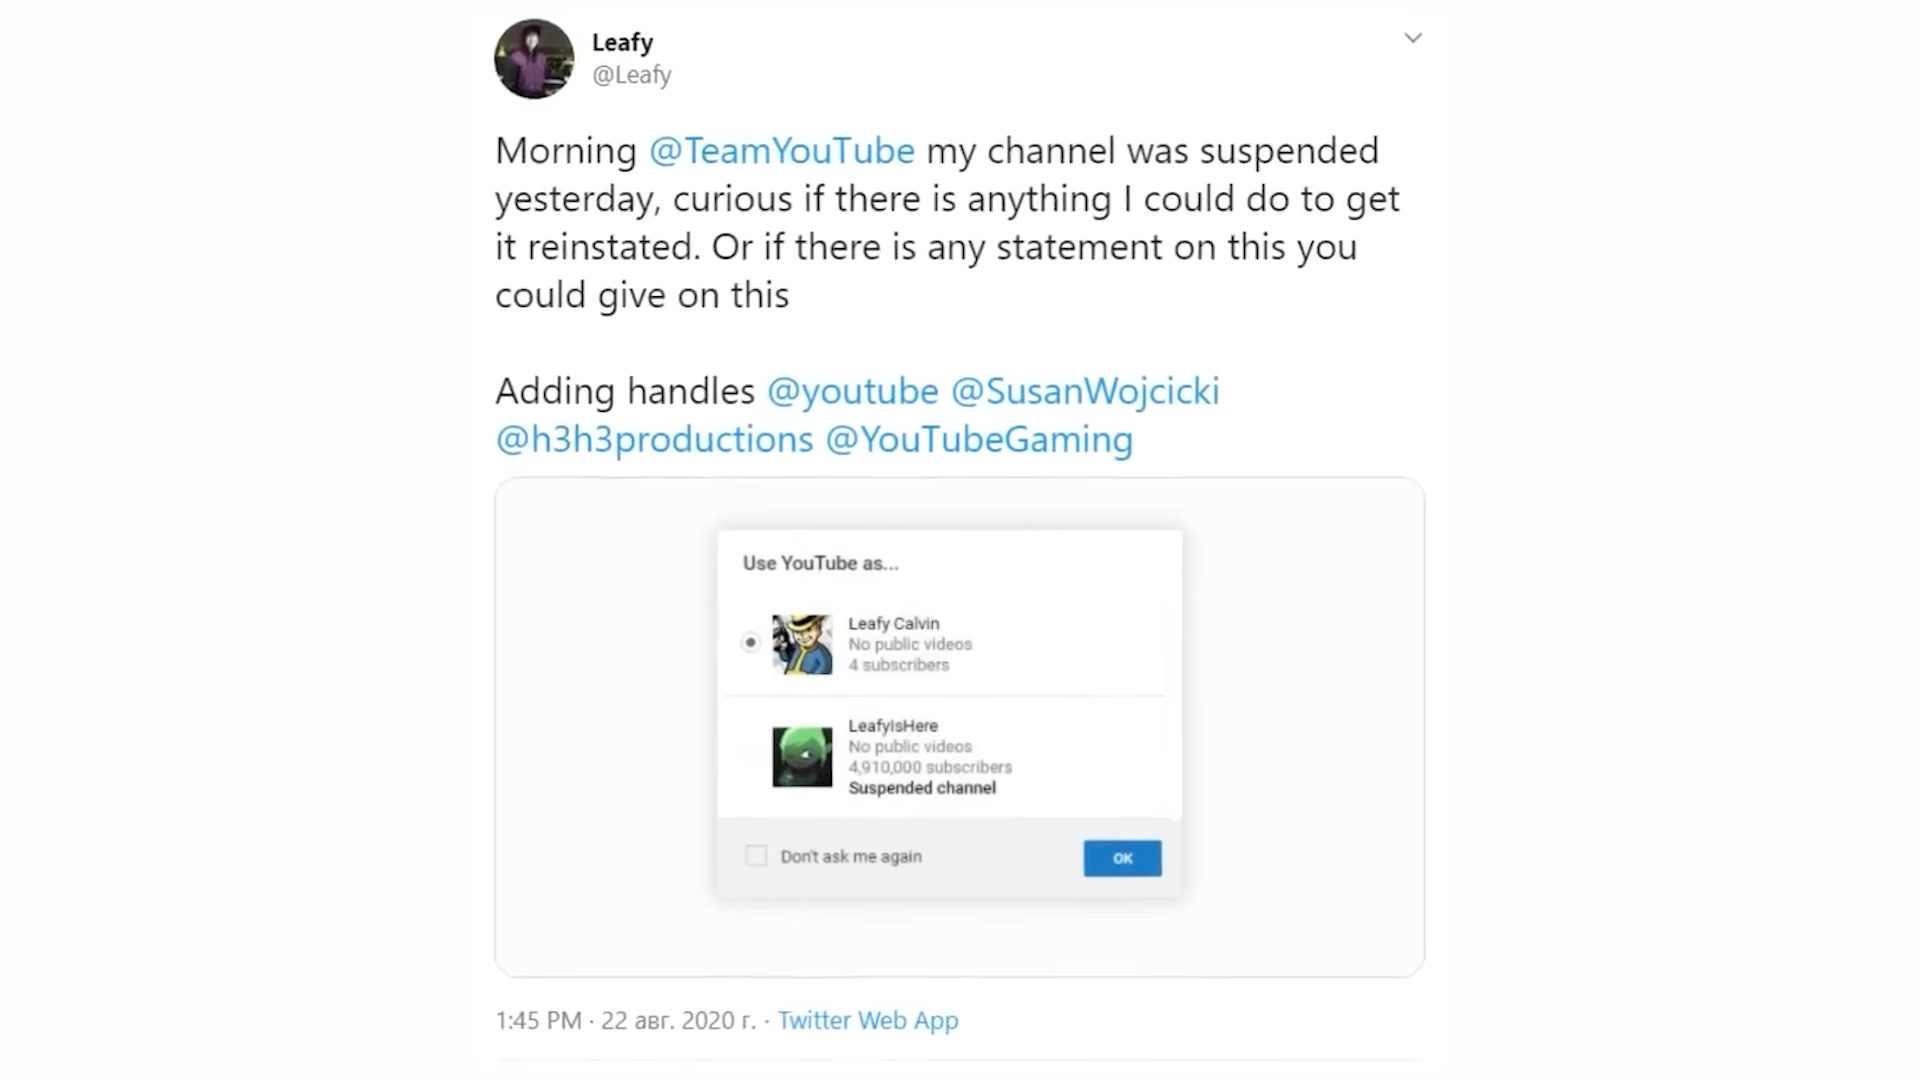 Leafy
@Leafy
Morning @TeamYouTube my channel was suspended
yesterday, curious if there is anything I could do to get
it reinstated. Or if there is any statement on this you
could give on this
Adding handles @youtube @SusanWojcicki
@h3h3productions @YouTubeGaming
Use YouTube as...
Leafy Calvin
No public videos
4 subscribers
LeafyIsHere
No public videos
4,910,000 subscribers
Suspended channel
Don't ask me again
OK
1:45 PM · 22 авг. 2020 г. · Twitter Web App